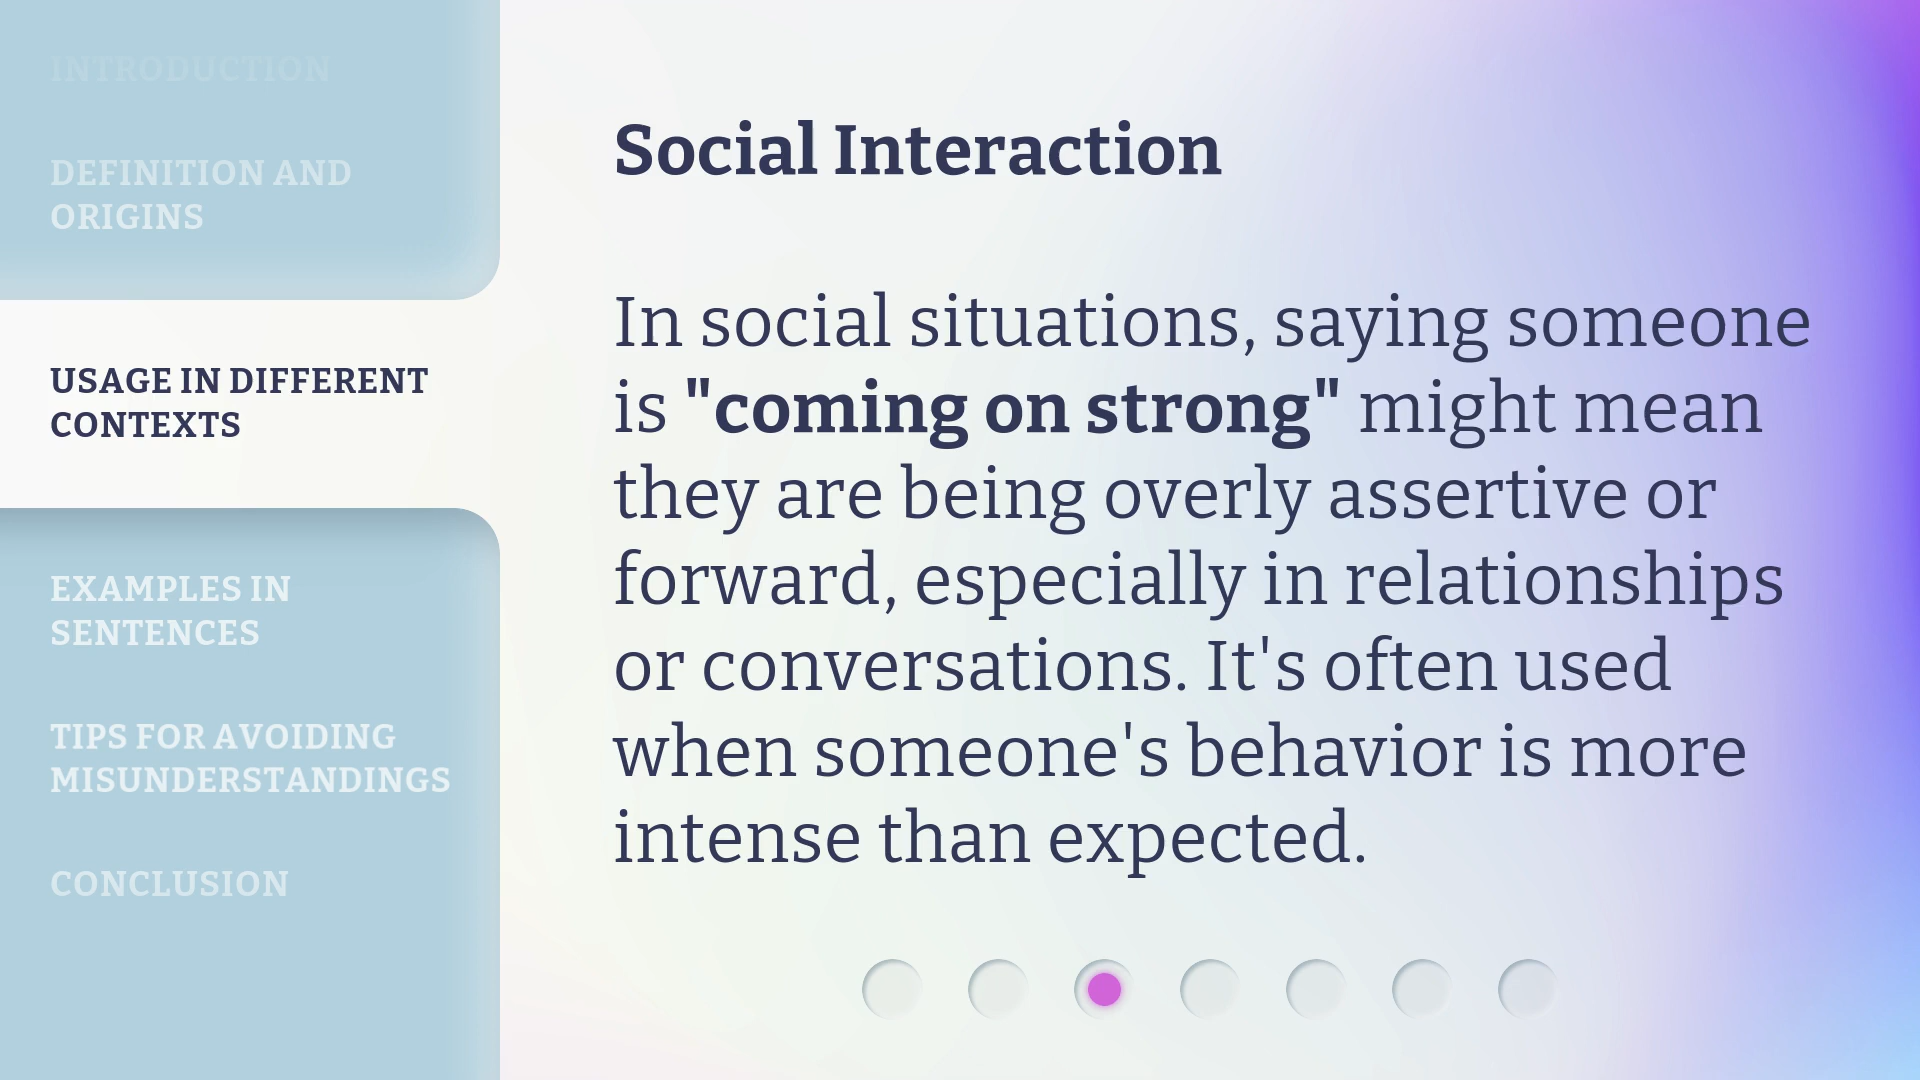 INTRODUCTION
DEFINITION AND
ORIGINS
USAGE IN DIFFERENT
CONTEXTS
EXAMPLES IN
SENTENCES
TIPS FOR AVOIDING
MISUNDERSTANDINGS
CONCLUSION
Social Interaction
In social situations, saying someone
is "coming on strong" might mean
they are being overly assertive or
forward, especially in relationships
or conversations. It's often used
when someone's behavior is more
intense than expected.